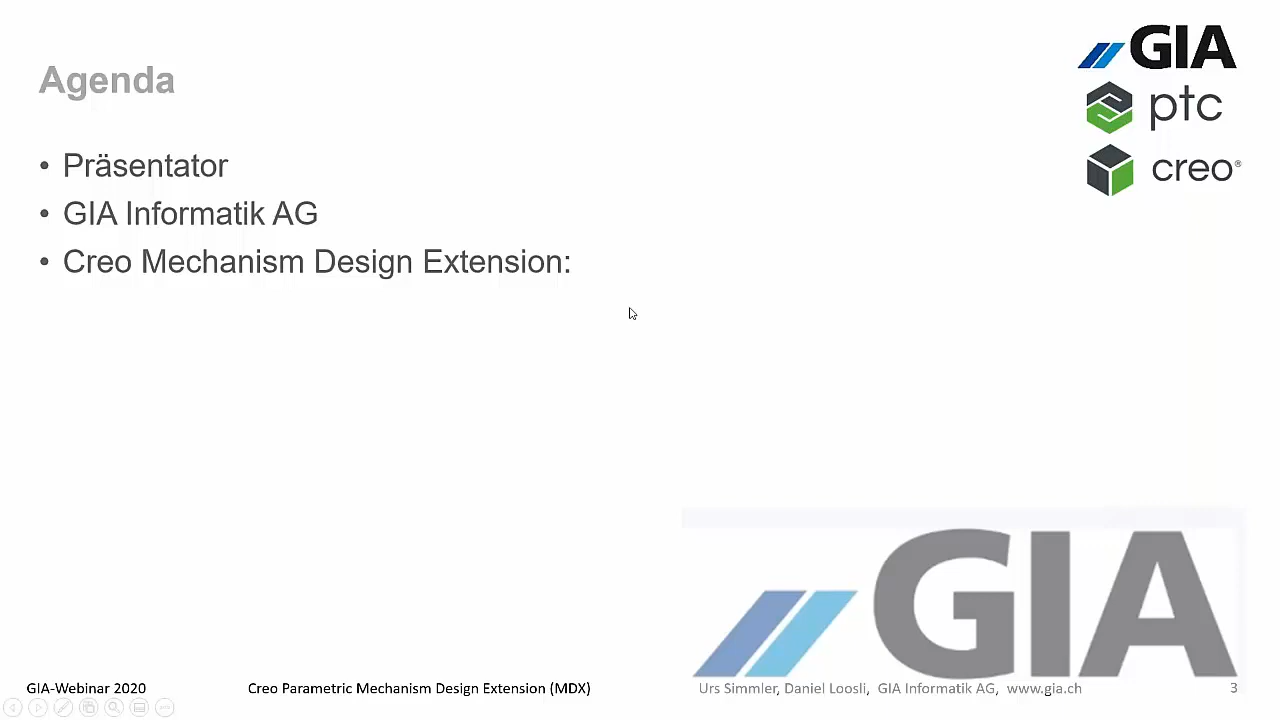 GIA
Agenda
ptc
creo®
• Präsentator
• GIA Informatik AG
• Creo Mechanism Design Extension:
GIA
GIA-Webinar 2020
Creo Parametric Mechanism Design Extension (MDX)
Urs Simmler, Daniel Loosli, GIA Informatik AG, www.gia.ch
3